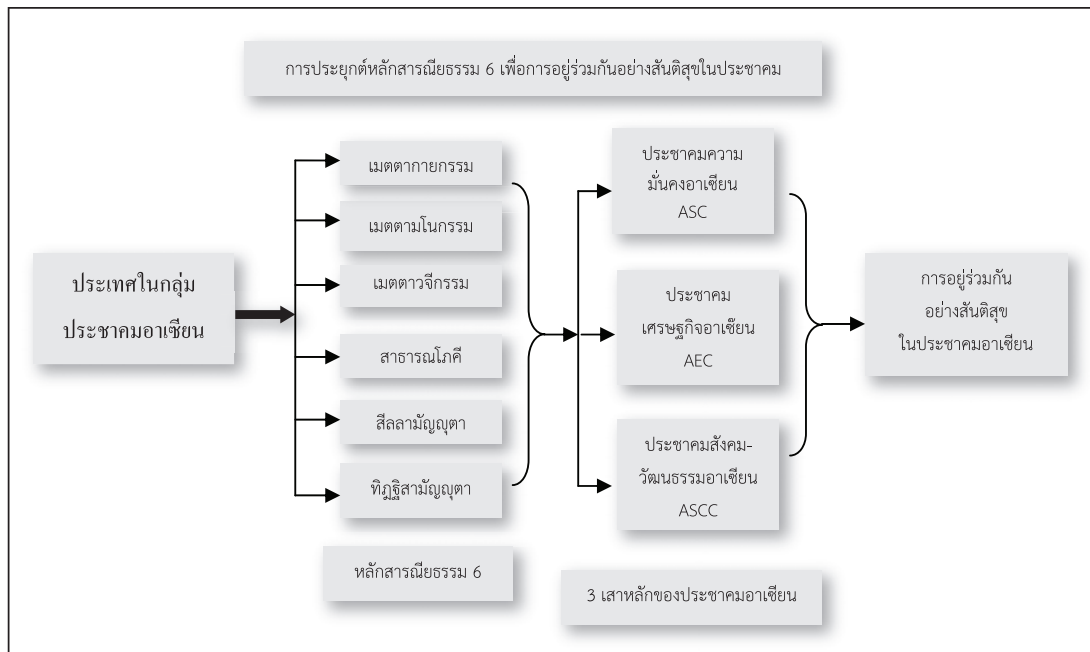 การประยุกต์หลักสารณียธรรม 6 เพื่อการอยู่ร่วมกันอย่างสันติสุขในประชาคม
ประเทศในกลุ่ม
ประชาคมอาเซียน
เมตตากายกรรม
เมตตามโนกรรม
เมตตาวจีกรรม
สาธารณโภคี
สีลลามัญญุตา
ทิฏฐิสามัญญุตา
หลักสารณียธรรม 6
ประชาคมความ
มั่นคงอาเซียน
ASC
ประชาคม
เศรษฐกิจอาเซ๊ยน
AEC
ประชาคมสังคม-
วัฒนธรรมอาเซียน
ASCC
3 เสาหลักของประชาคมอาเซียน
การอยู่ร่วมกัน
อย่างสันติสุข
ในประชาคมอาเซียน